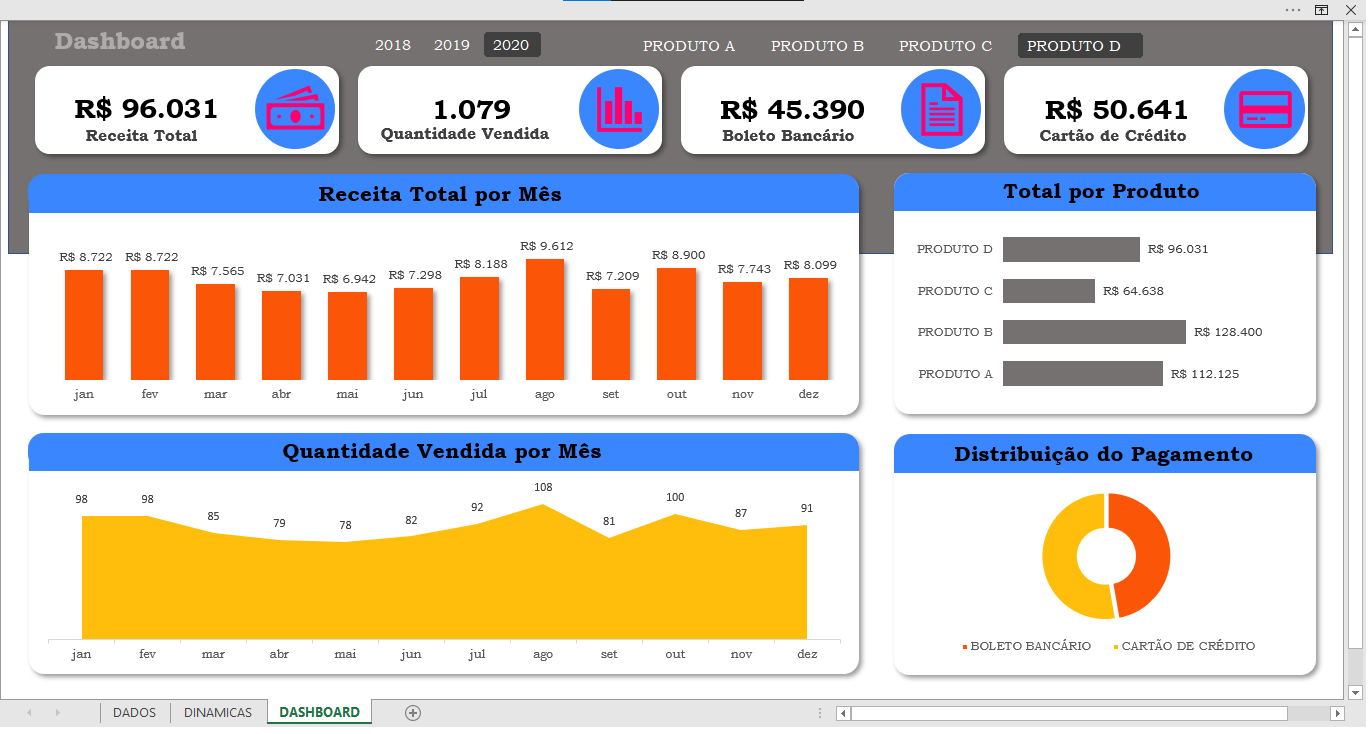 Dashboard
2018 2019 2020
PRODUTO A PRODUTO B PRODUTO C PRODUTO D
R$ 96.031
Receita Total
1.079
Quantidade Vendida
R$ 45.390
Boleto Bancário
R$ 50.641
Cartão de Crédito
Receita Total por Mês
R$ 8.722 R$ 8.722 R$ 7.565 R$ 7.031 R$ 6.942 R$ 7.298 R$ 8.188 R$ 9.612 R$ 7.209 R$ 8.900 R$ 7.743 R$ 8.099
jan fev mar abr mai jun jul ago set out nov dez
Total por Produto
PRODUTO D R$ 96.031
PRODUTO C R$ 64.638
PRODUTO B R$ 128.400
PRODUTO A R$ 112.125
Quantidade Vendida por Mês
98 98 85 79 78 82 92 108 81 100 87 91
jan fev mar abr mai jun jul ago set out nov dez
Distribuição do Pagamento
BOLETO BANCÁRIO CARTÃO DE CRÉDITO
DADOS DINAMICAS DASHBOARD